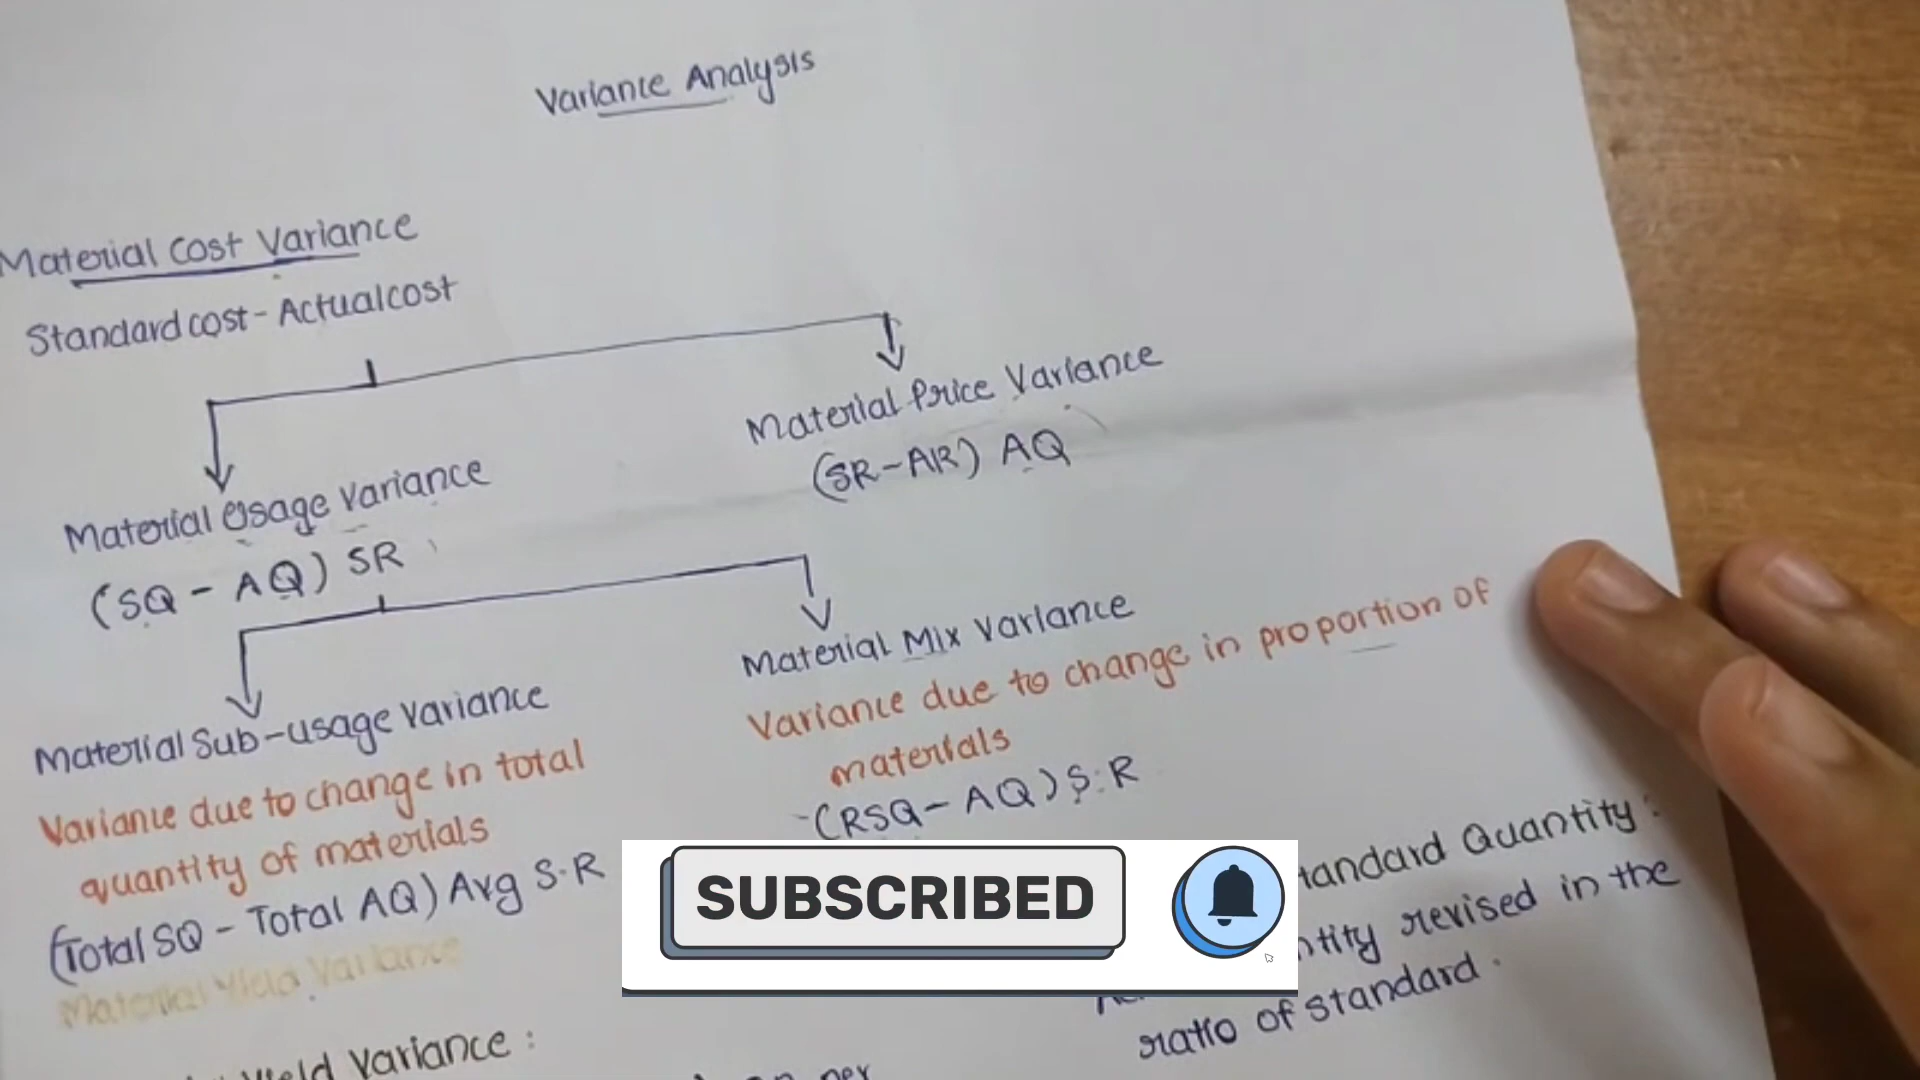 Variance Analysis
Material Cost Variance
Standard cost - Actual cost
Material Price Variance
(SR-AR) AQ
Material Usage Variance
(SQ - AQ) SR
Material Mix Variance
Variance due to change in proportion of
materials
(RSQ - AQ) S.R
Material Sub-usage Variance
Variance due to change in total
quantity of materials
(Total SQ - Total AQ) Avg S.R
Material Yield Variance
SUBSCRIBED
Standard Quantity :
revised in the
ratio of standard.
Yield Variance :
per